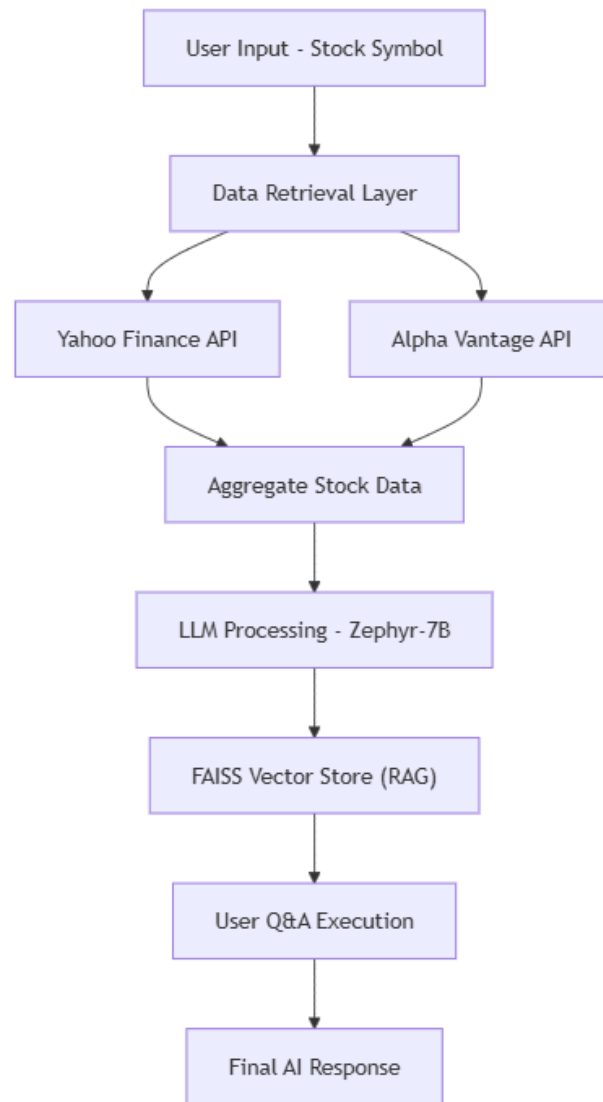 User Input - Stock Symbol
Data Retrieval Layer
Yahoo Finance API
Alpha Vantage API
Aggregate Stock Data
LLM Processing - Zephyr-7B
FAISS Vector Store (RAG)
User Q&A Execution
Final AI Response